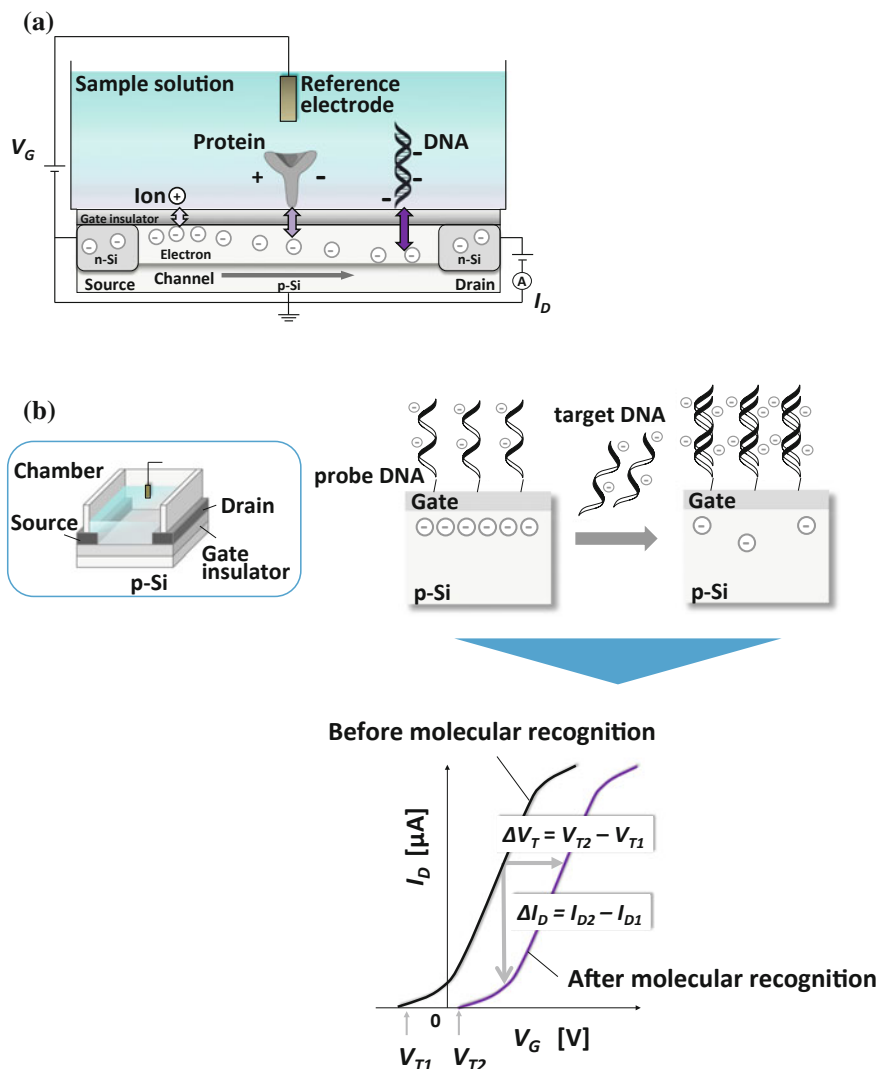 (a)
Sample solution
Reference
electrode
V_G
Protein
DNA
+
-
-
-
-
Ion +
Gate insulator
- - - - - - - - - - - - -
n-Si
Electron
n-Si
Channel
p-Si
Source
Drain
A
I_D
(b)
Chamber
Source
Drain
Gate
insulator
p-Si
probe DNA
target DNA
Gate
Gate
p-Si
p-Si
Before molecular recognition
I_D [µA]
ΔV_T = V_T2 – V_T1
ΔI_D = I_D2 – I_D1
After molecular recognition
0
V_T1
V_T2
V_G [V]